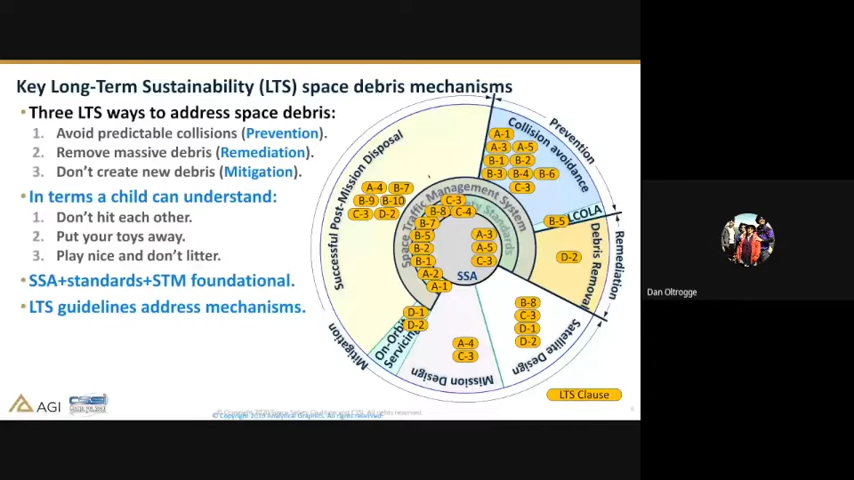 Key Long-Term Sustainability (LTS) space debris mechanisms
•Three LTS ways to address space debris:
1. Avoid predictable collisions (Prevention).
2. Remove massive debris (Remediation).
3. Don't create new debris (Mitigation).
•In terms a child can understand:
1. Don't hit each other.
2. Put your toys away.
3. Play nice and don't litter.
•SSA+standards+STM foundational.
•LTS guidelines address mechanisms.
Prevention
Collision avoidance
A-1
A-3 A-5
B-1 B-2
B-3 B-4 B-6
C-3
B-5 LCOLA
Remediation
Debris Removal
D-2
Satellite Design
B-8
C-3
D-1
D-2
Mission Design
A-4
C-3
On-Orbit Servicing
D-1
D-2
Mitigation
Successful Post-Mission Disposal
A-4 B-7
B-9 B-10
C-3 D-2
Space Traffic Management System
C-3
B-8 C-4
B-7
B-5
B-2
B-1
A-2
A-1
Standards
A-3
A-5
C-3
SSA
LTS Clause
AGI
Dan Oltrogge